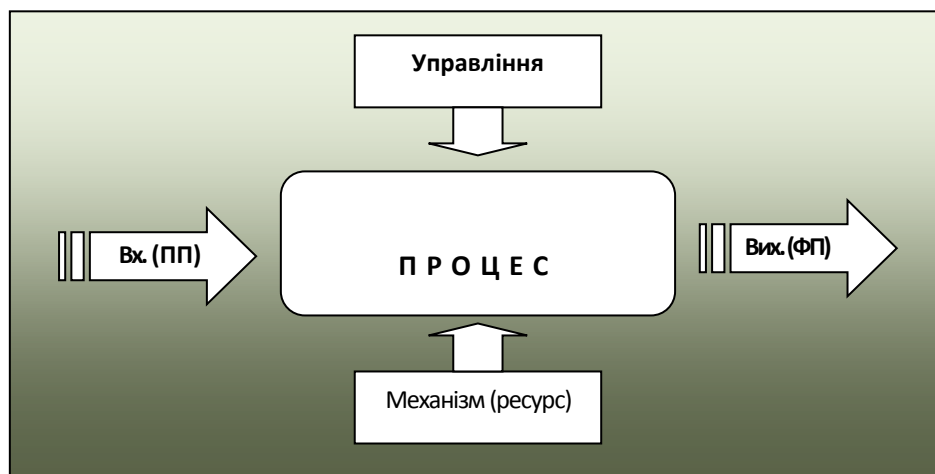 Управління
Вх. (ПП)
П Р О Ц Е С
Вих. (ФП)
Механізм (ресурс)